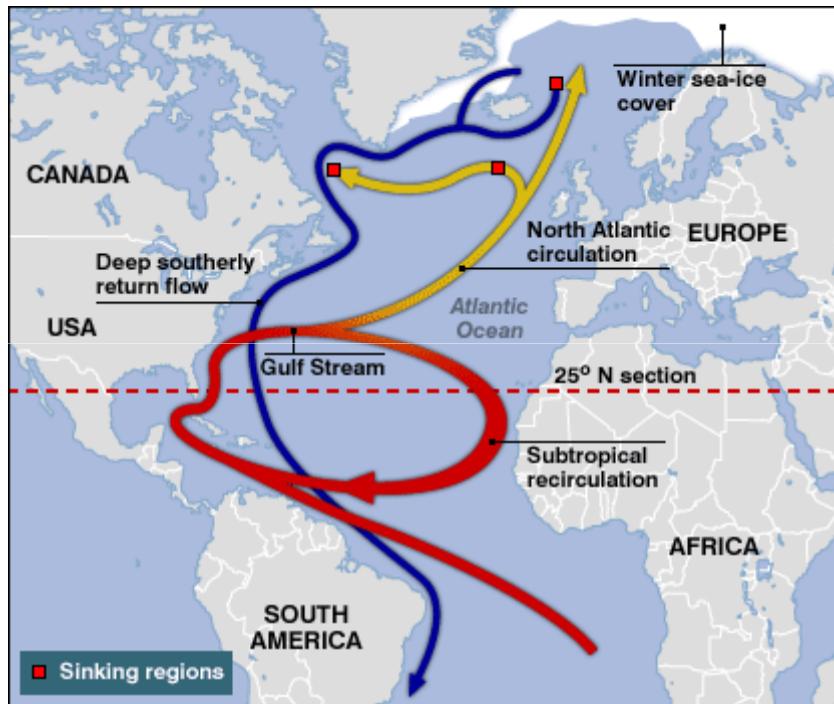 Winter sea-ice
cover
CANADA
North Atlantic
circulation
EUROPE
Deep southerly
return flow
USA
Atlantic
Ocean
Gulf Stream
25° N section
Subtropical
recirculation
AFRICA
SOUTH
AMERICA
Sinking regions